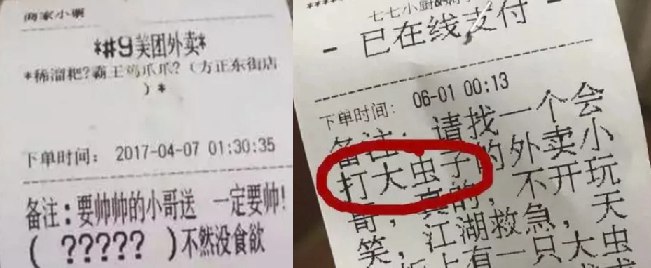 商家小票
*#9美团外卖*
*稀溜粑?霸王鸡爪爪?(方正东街店
)*
下单时间: 2017-04-07 01:30:35
备注:要帅帅的小哥送 一定要帅!
(?????)不然没食欲
七七小厨
- 已在线支付 -
下单时间: 06-01 00:13
备注: 请找一个会
打大虫子的外卖小
哥,真的,不开玩
笑,江湖救急,天
上有一只大虫